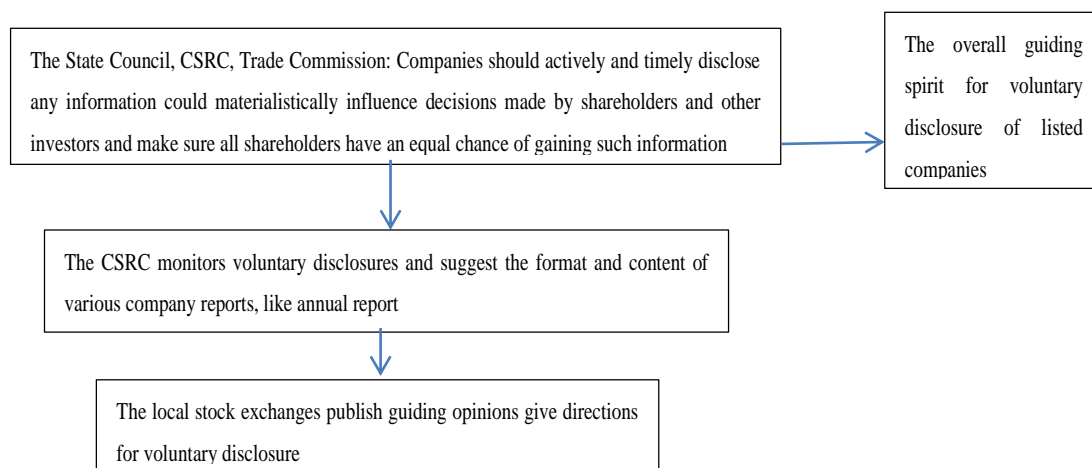 The State Council, CSRC, Trade Commission: Companies should actively and timely disclose
any information could materialistically influence decisions made by shareholders and other
investors and make sure all shareholders have an equal chance of gaining such information
The overall guiding
spirit for voluntary
disclosure of listed
companies
The CSRC monitors voluntary disclosures and suggest the format and content of
various company reports, like annual report
The local stock exchanges publish guiding opinions give directions
for voluntary disclosure